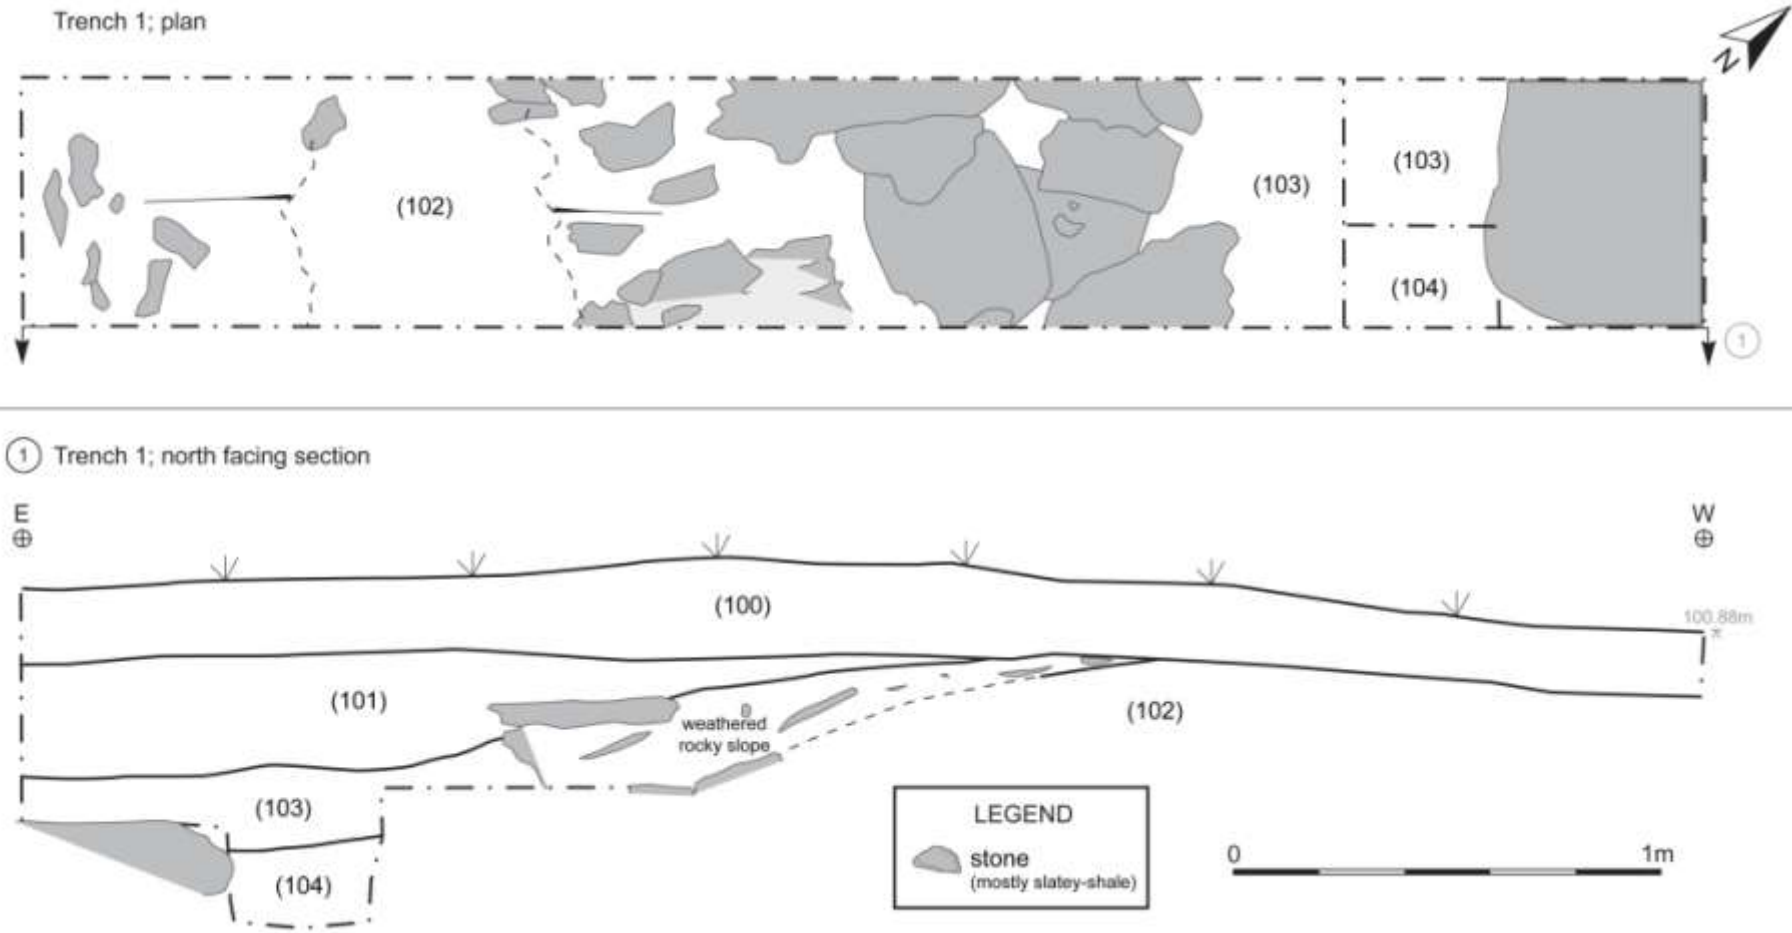 Trench 1; plan
N
(103)
(103)
(102)
(104)
1
1 Trench 1; north facing section
E
W
(100)
100.88m
(101)
(102)
weathered
rocky slope
(103)
LEGEND
stone
(mostly slatey-shale)
0 1m
(104)